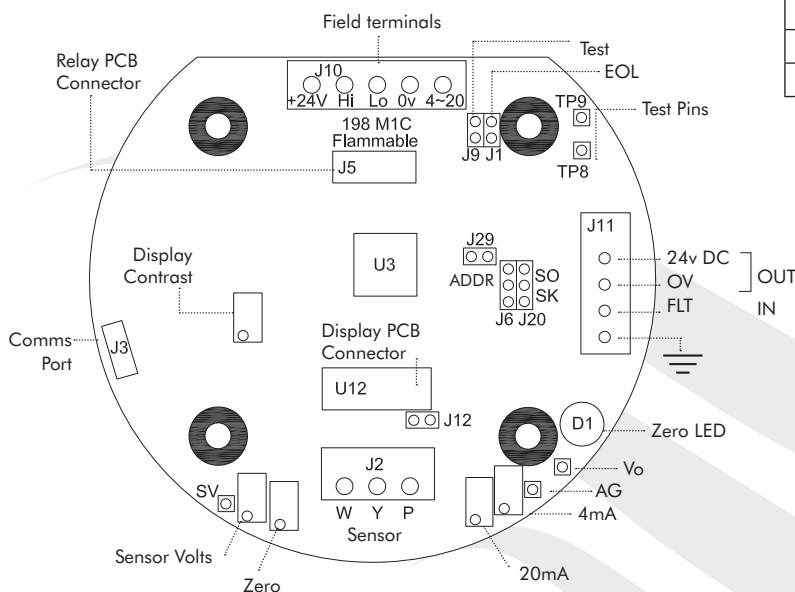 Field terminals
Relay PCB
Connector
Test
EOL
J10
+24V Hi Lo 0v 4~20
TP9
Test Pins
198 M1C
Flammable
J9 J1
TP8
J5
J11
J29
24v DC
OUT
Display
Contrast
U3
ADDR
SO
OV
SK
FLT
IN
J6 J20
Comms
Port
J3
Display PCB
Connector
U12
J12
D1
Zero LED
J2
Vo
SV
AG
W Y P
4mA
Sensor
Sensor Volts
20mA
Zero